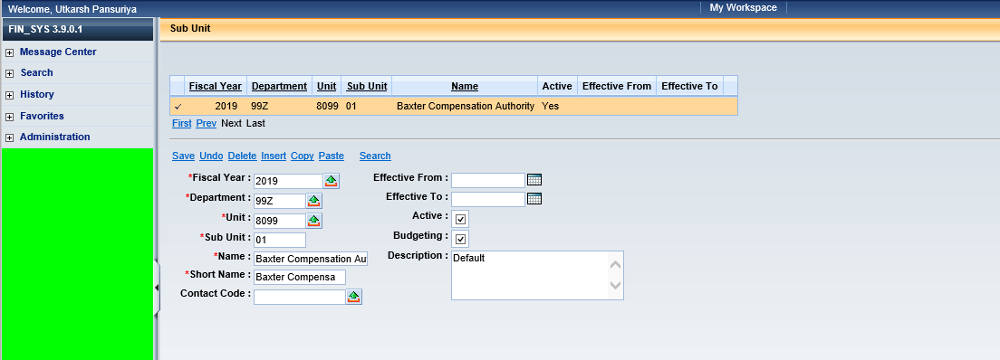 Welcome, Utkarsh Pansuriya
My Workspace
FIN_SYS 3.9.0.1
Message Center
Search
History
Favorites
Administration
Sub Unit
Fiscal Year Department Unit Sub Unit Name Active Effective From Effective To
2019 99Z 8099 01 Baxter Compensation Authority Yes
First Prev Next Last
Save Undo Delete Insert Copy Paste Search
*Fiscal Year : 2019 Effective From :
*Department : 99Z Effective To :
*Unit : 8099 Active :
*Sub Unit : 01 Budgeting :
*Name : Baxter Compensation Au Description : Default
*Short Name : Baxter Compensa
Contact Code :